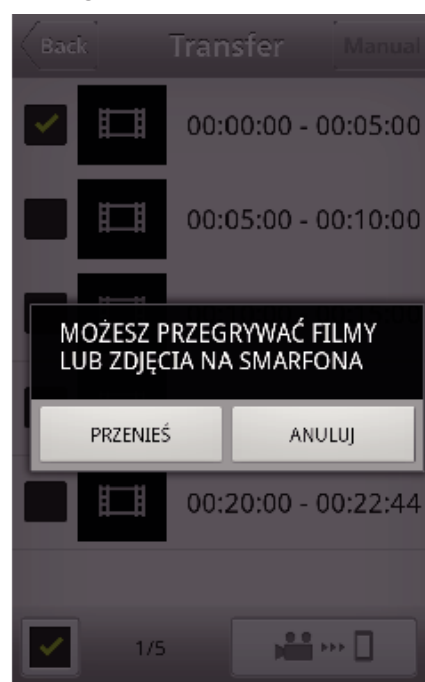 Back Transfer Manual
00:00:00 - 00:05:00
00:05:00 - 00:10:00
MOŻESZ PRZEGRYWAĆ FILMY
LUB ZDJĘCIA NA SMARFONA
PRZENIEŚ ANULUJ
00:20:00 - 00:22:44
1/5